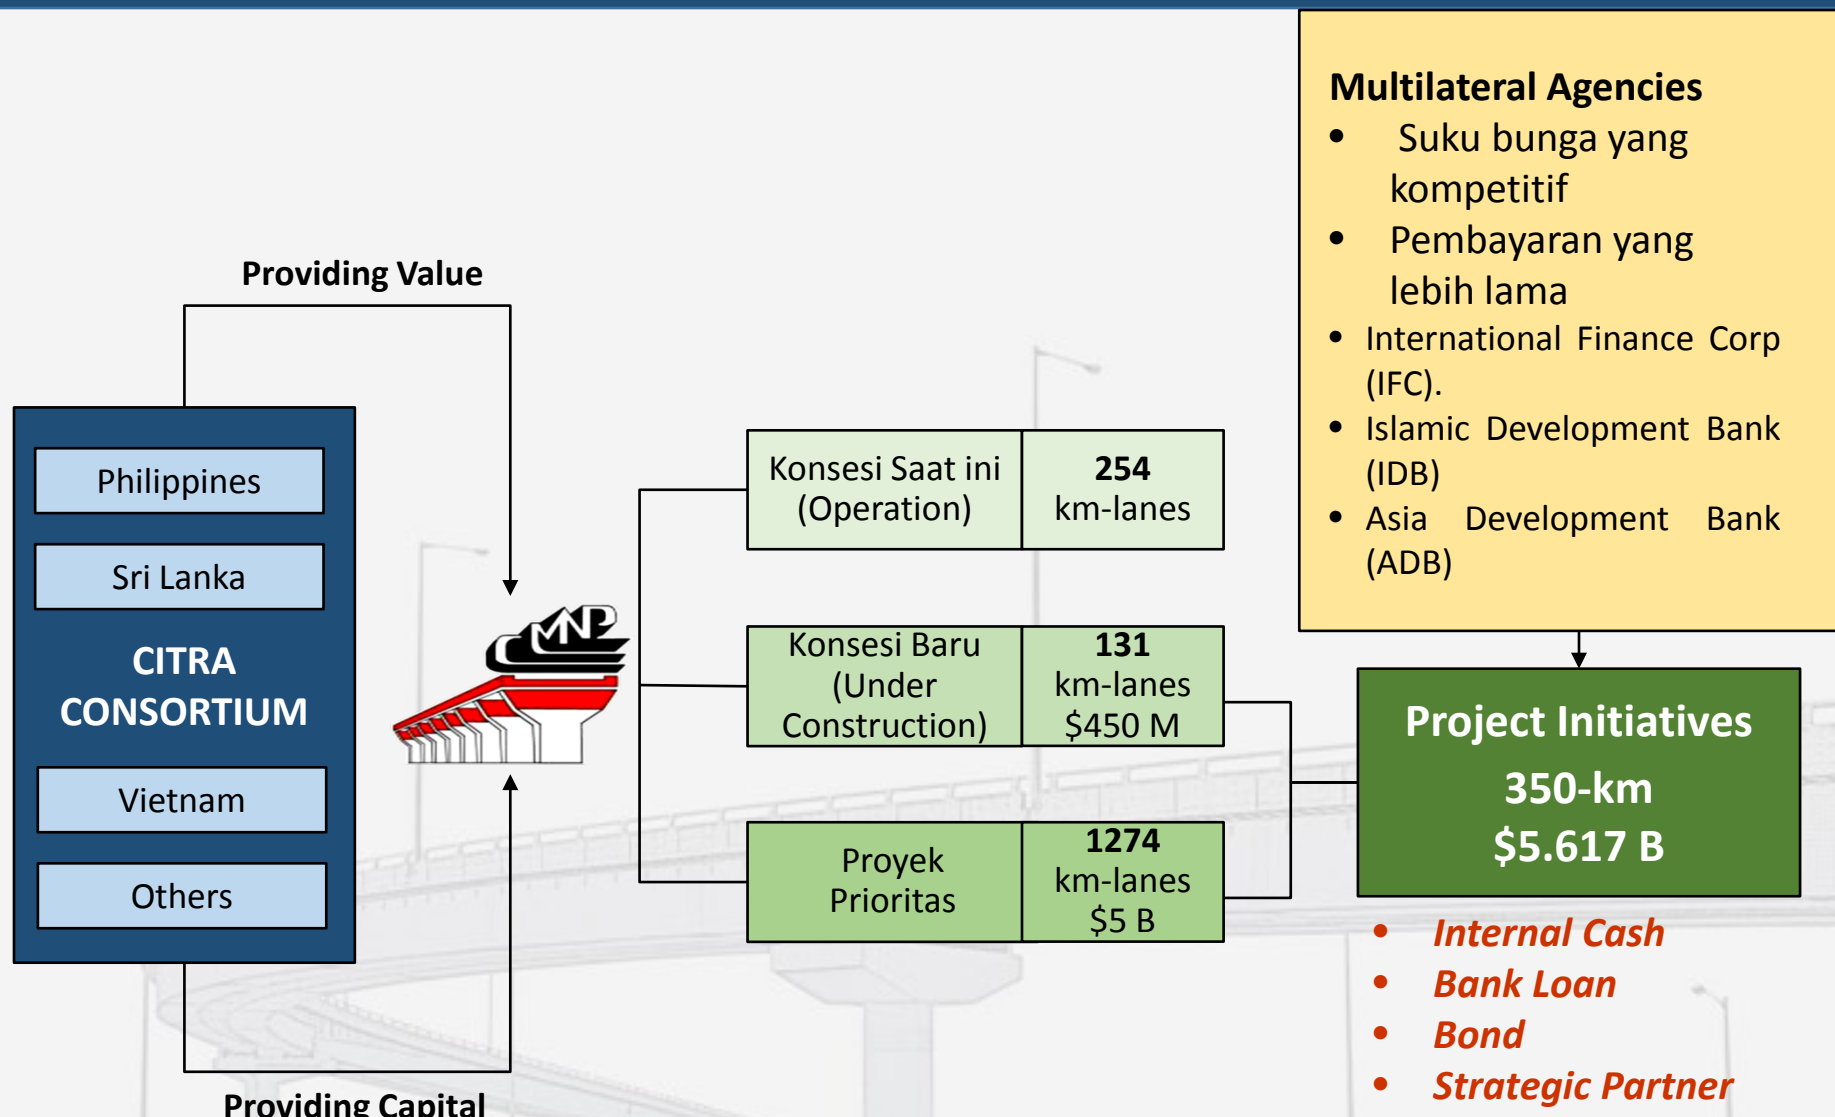 Providing Value
Philippines
Sri Lanka
CITRA
CONSORTIUM
Vietnam
Others
Providing Capital
CMNP
Konsesi Saat ini
(Operation)
254
km-lanes
Konsesi Baru
(Under
Construction)
131
km-lanes
$450 M
Proyek
Prioritas
1274
km-lanes
$5 B
Multilateral Agencies
• Suku bunga yang
kompetitif
• Pembayaran yang
lebih lama
• International Finance Corp
(IFC).
• Islamic Development Bank
(IDB)
• Asia Development Bank
(ADB)
Project Initiatives
350-km
$5.617 B
• Internal Cash
• Bank Loan
• Bond
• Strategic Partner